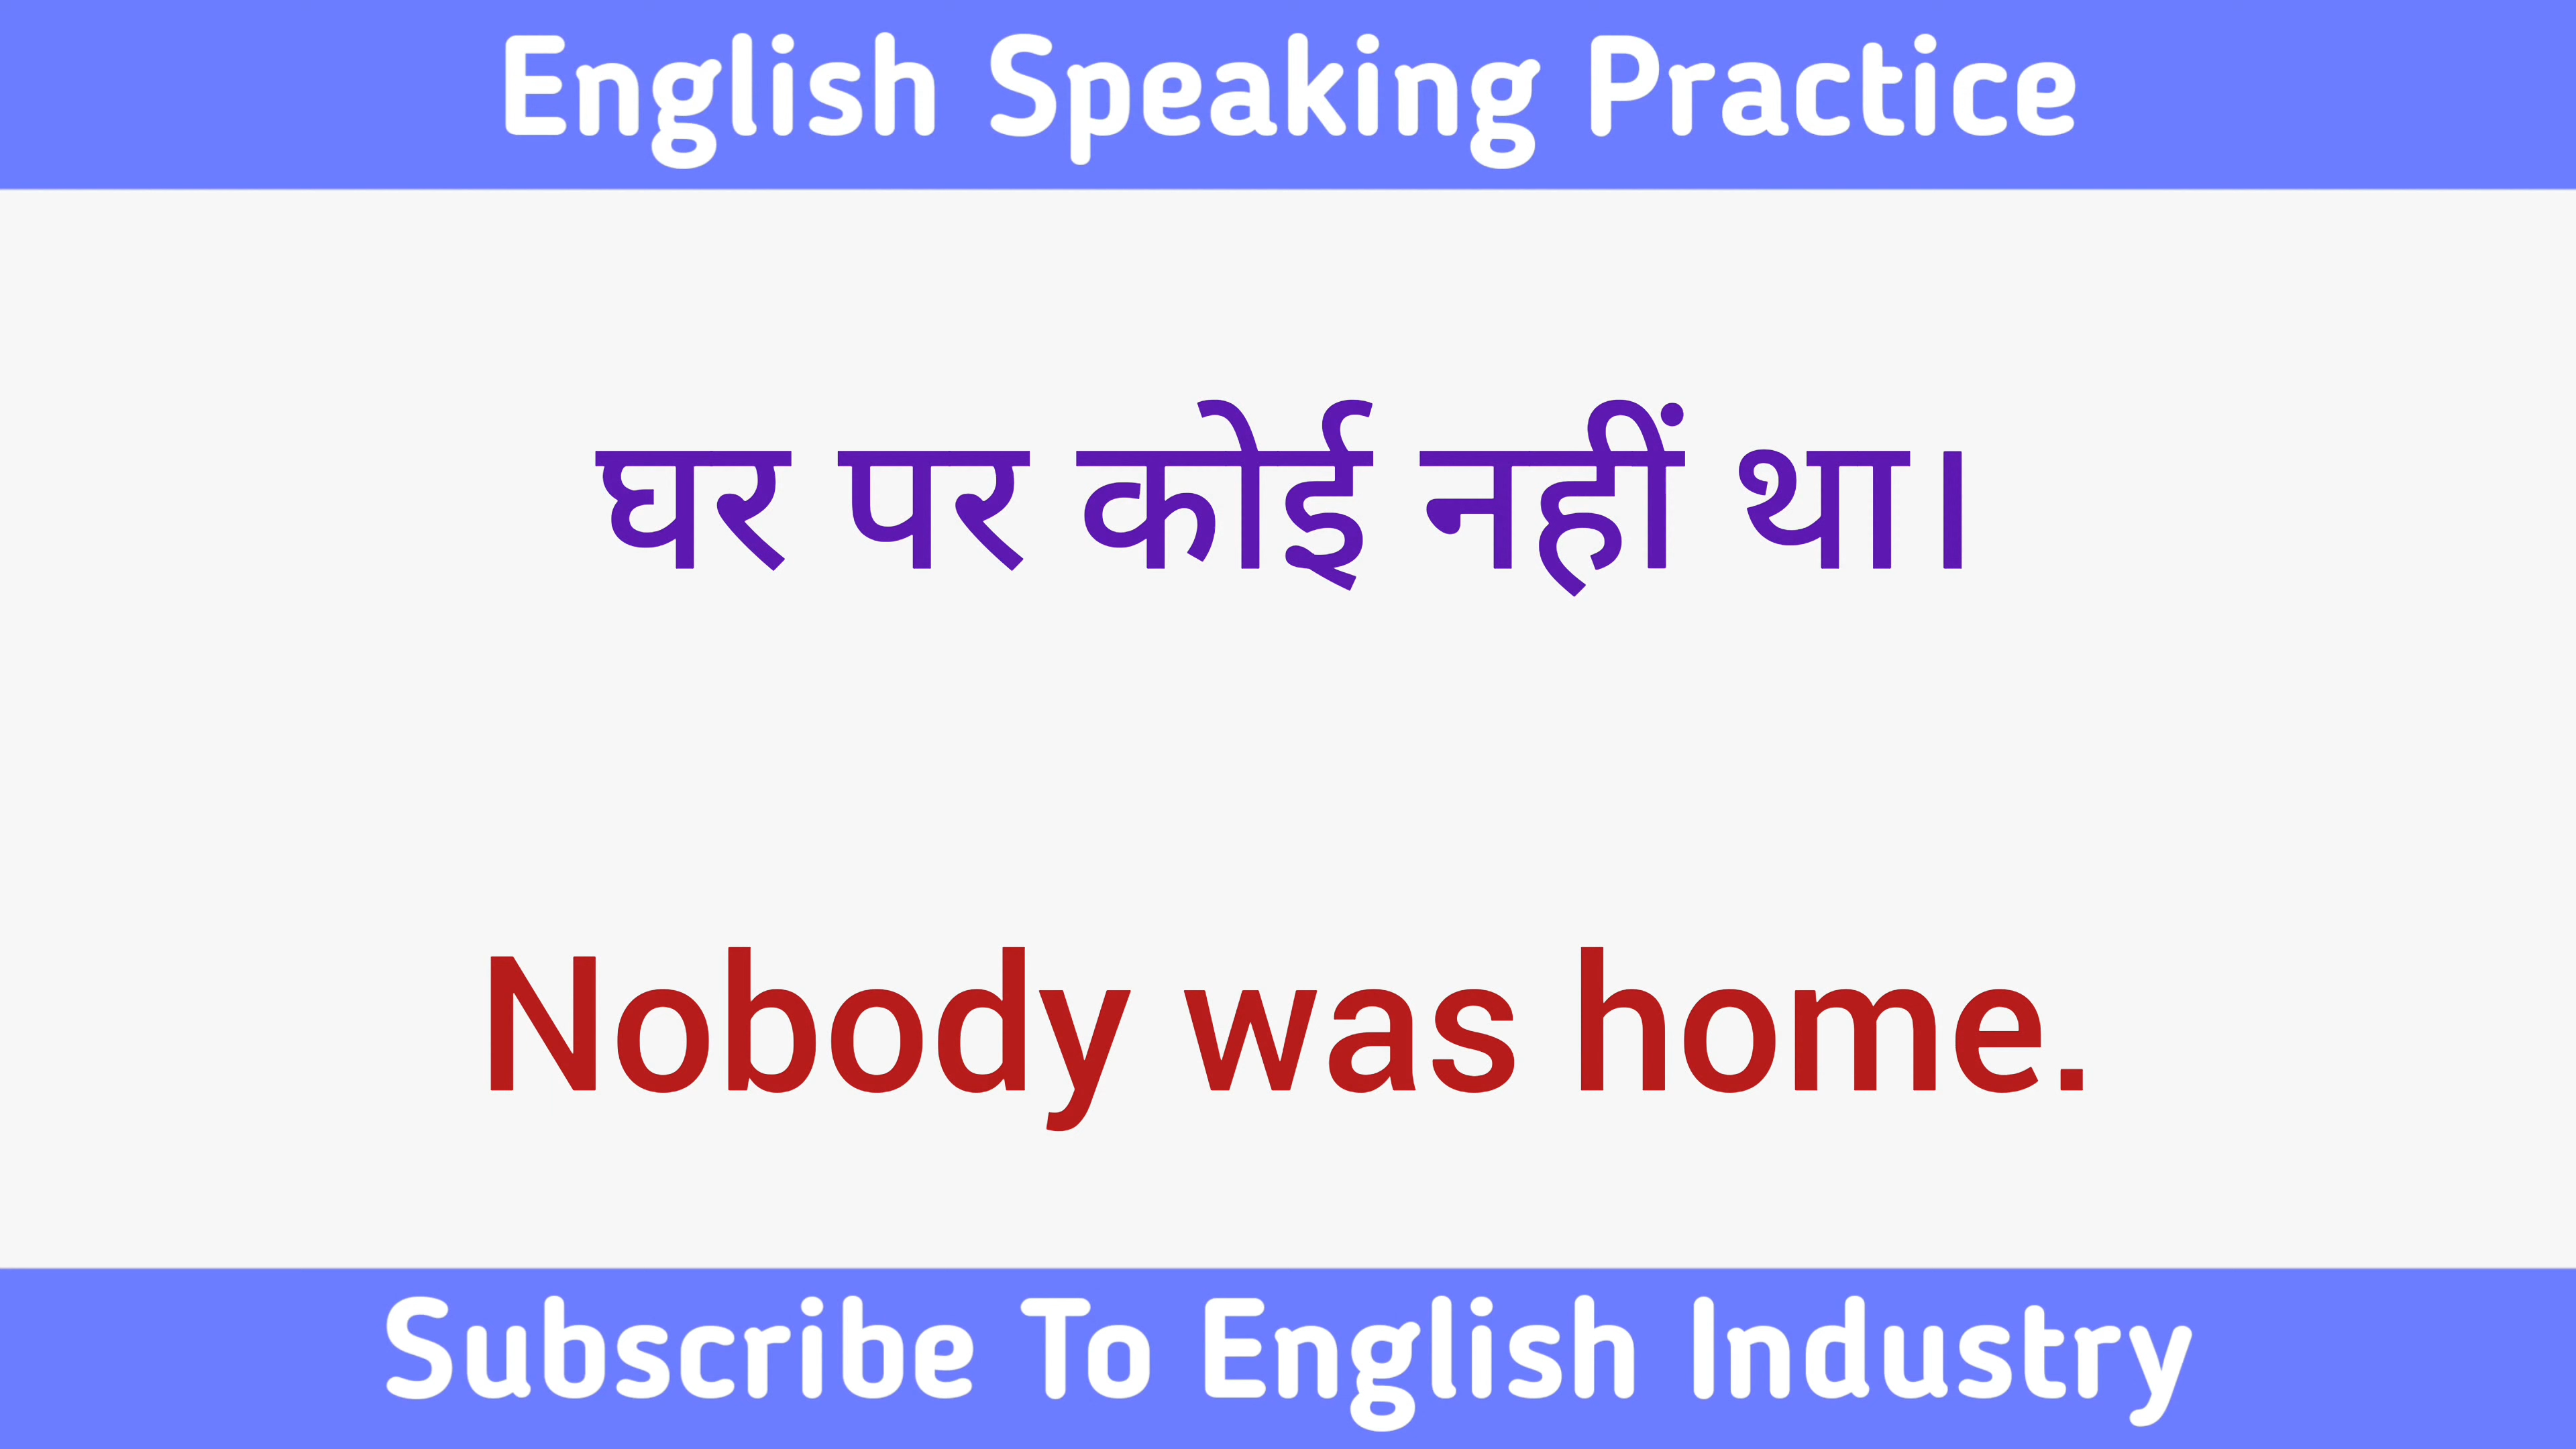 English Speaking Practice
घर पर कोई नहीं था।
Nobody was home.
Subscribe To English Industry